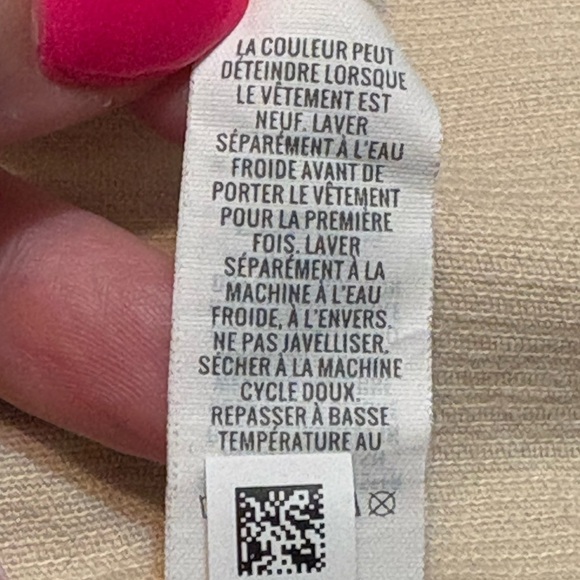 LA COULEUR PEUT
DÉTEINDRE LORSQUE
LE VÊTEMENT EST
NEUF. LAVER
SÉPARÉMENT À L'EAU
FROIDE AVANT DE
PORTER LE VÊTEMENT
POUR LA PREMIÈRE
FOIS. LAVER
SÉPARÉMENT À LA
MACHINE À L'EAU
FROIDE, À L'ENVERS.
NE PAS JAVELLISER.
SÉCHER À LA MACHINE
CYCLE DOUX.
REPASSER À BASSE
TEMPÉRATURE AU